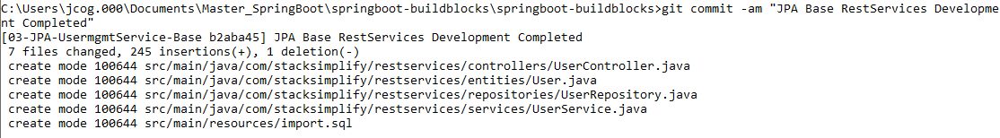 C:\Users\jcog.000\Documents\Master_SpringBoot\springboot-buildblocks\springboot-buildblocks>git commit -am "JPA Base RestServices Developme
nt Completed"
[03-JPA-UsermgmtService-Base b2aba45] JPA Base RestServices Development Completed
 7 files changed, 245 insertions(+), 1 deletion(-)
 create mode 100644 src/main/java/com/stacksimplify/restservices/controllers/UserController.java
 create mode 100644 src/main/java/com/stacksimplify/restservices/entities/User.java
 create mode 100644 src/main/java/com/stacksimplify/restservices/repositories/UserRepository.java
 create mode 100644 src/main/java/com/stacksimplify/restservices/services/UserService.java
 create mode 100644 src/main/resources/import.sql